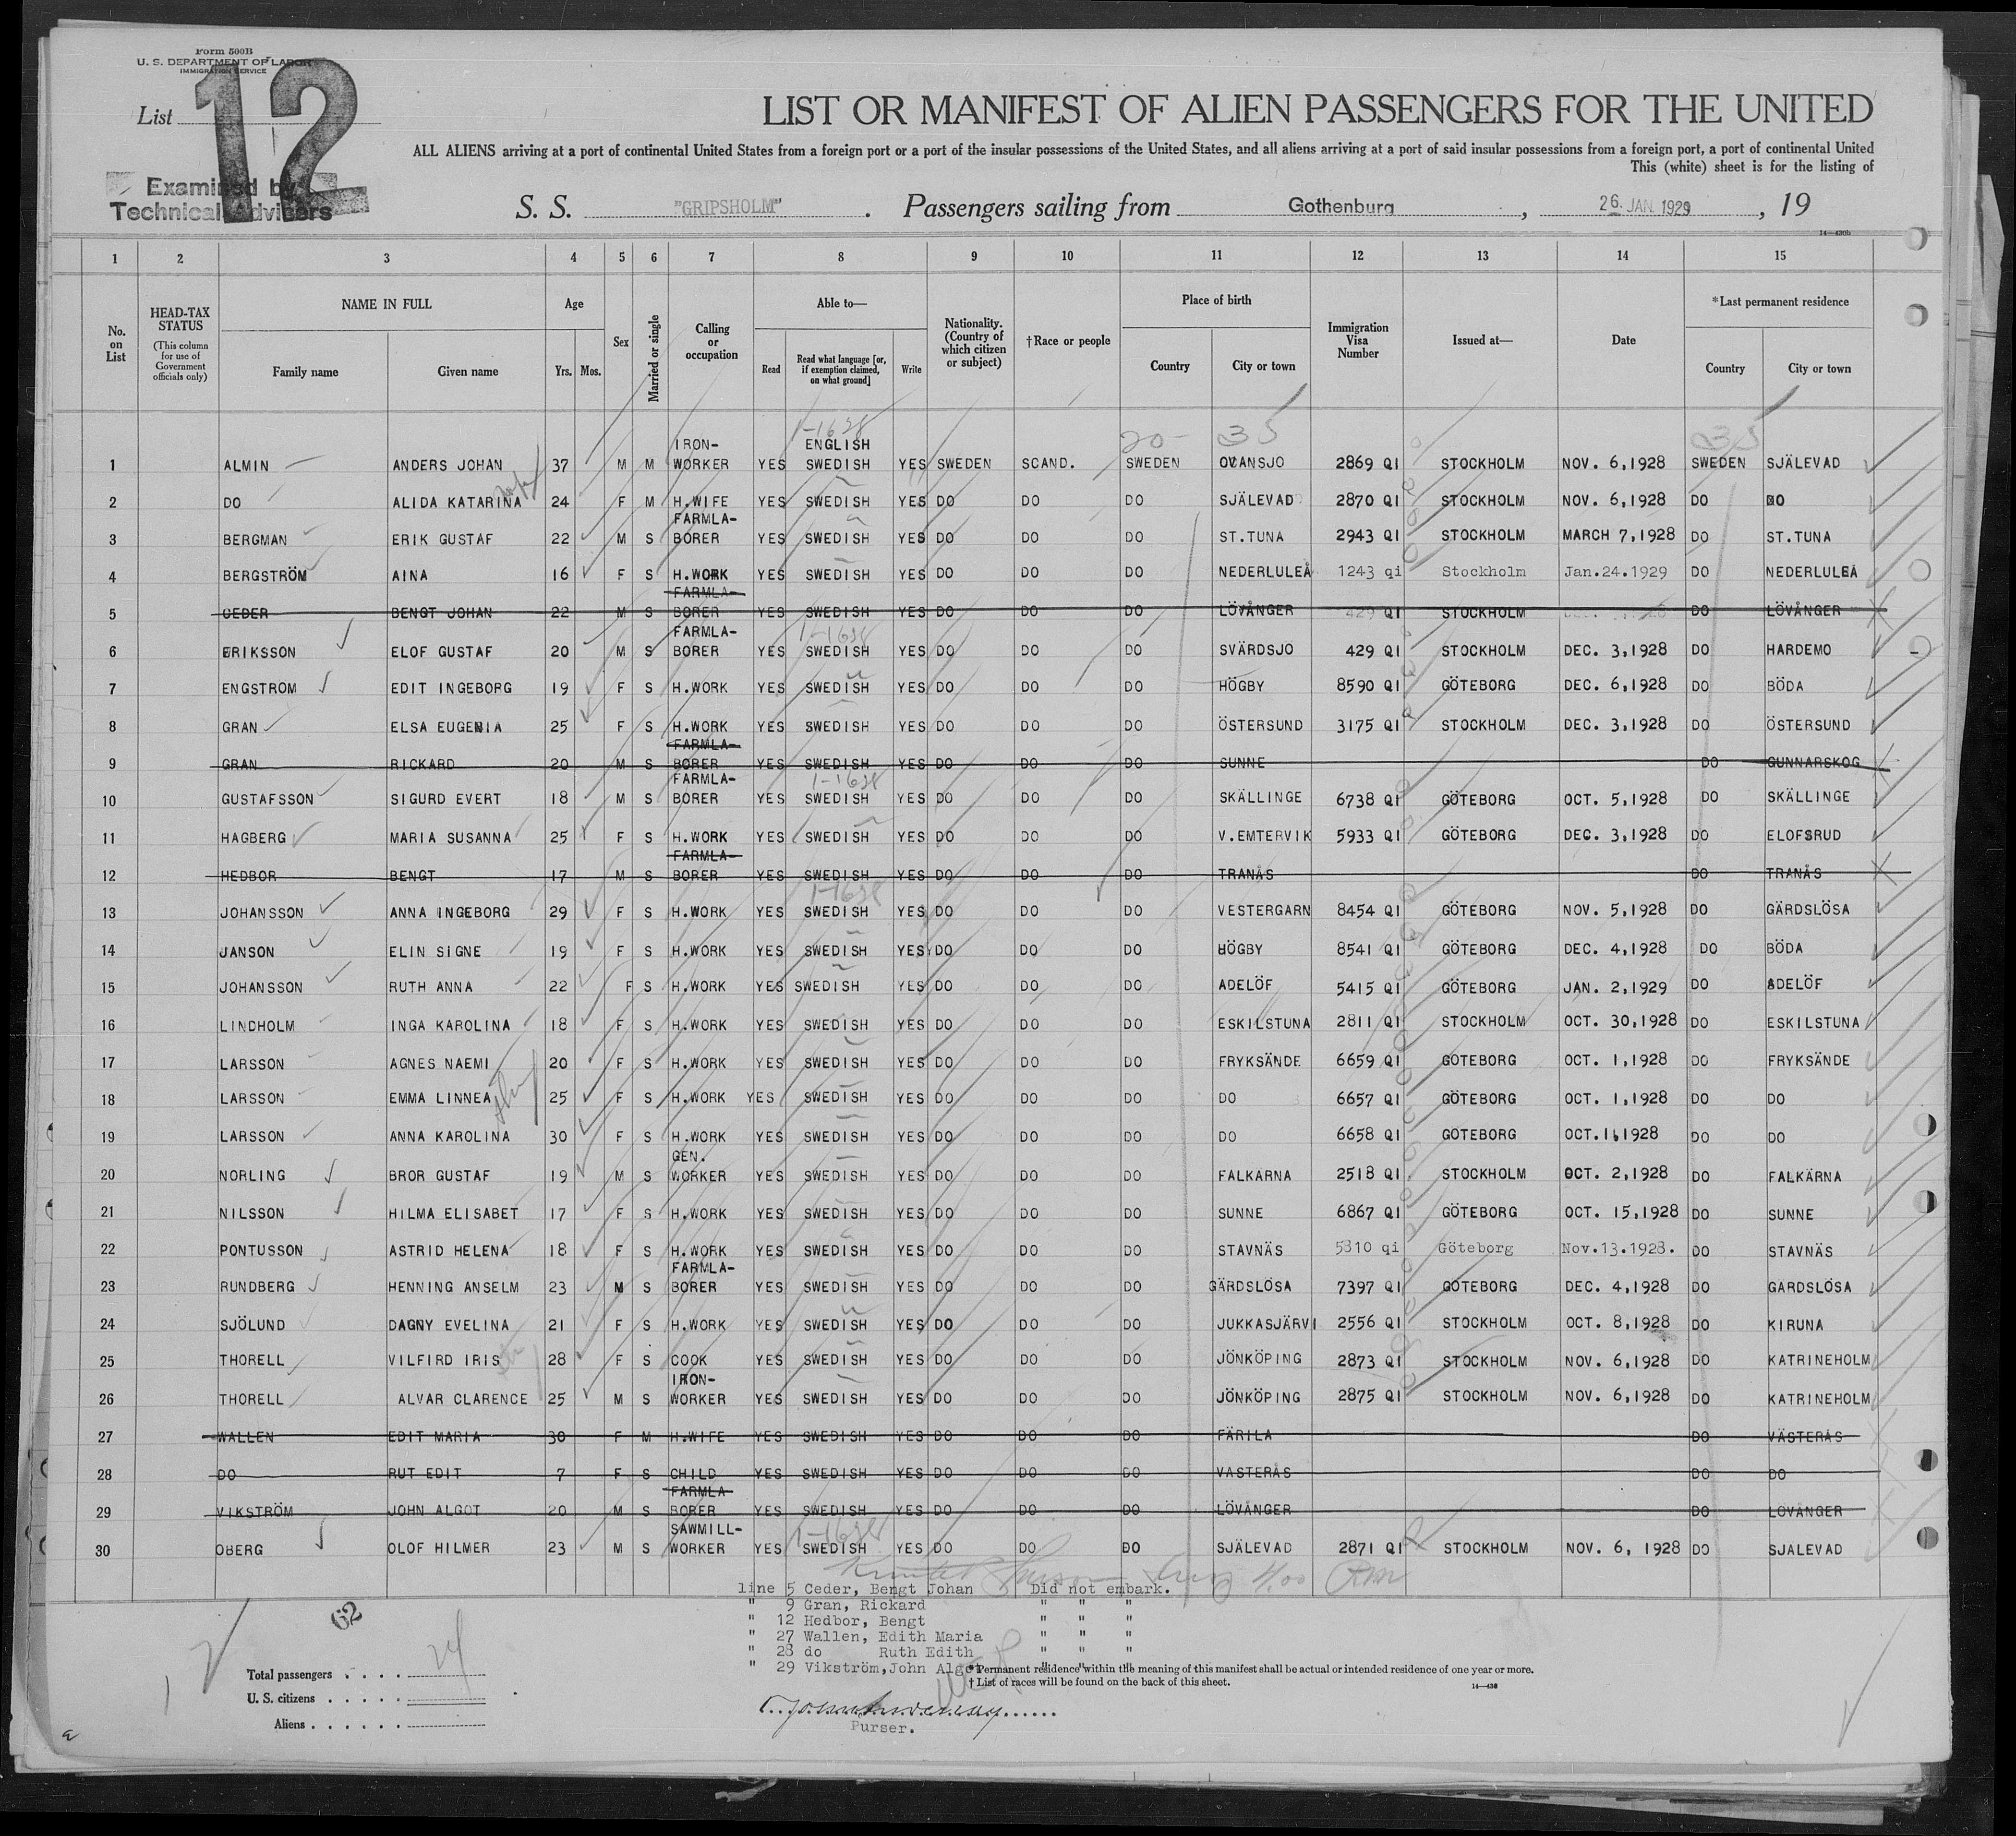 Form 500B
U. S. DEPARTMENT OF LABOR
IMMIGRATION SERVICE
List 12
Examined by
Technical Advisers
LIST OR MANIFEST OF ALIEN PASSENGERS FOR THE UNITED
ALL ALIENS arriving at a port of continental United States from a foreign port or a port of the insular possessions of the United States, and all aliens arriving at a port of said insular possessions from a foreign port, a port of continental United
This (white) sheet is for the listing of
S. S. "GRIPSHOLM". Passengers sailing from Gothenburg, 26. JAN. 1929, 19
14—430b
1 2 3 4 5 6 7 8 9 10 11 12 13 14 15
No. on List
HEAD-TAX STATUS (This column for use of Government officials only)
NAME IN FULL
Family name Given name
Age
Yrs. Mos.
Sex
Married or single
Calling or occupation
Able to—
Read Read what language [or, if exemption claimed, on what ground] Write
Nationality. (Country of which citizen or subject)
†Race or people
Place of birth
Country City or town
Immigration Visa Number
Issued at—
Date
*Last permanent residence
Country City or town
1-1628 20- 35 35
1 ALMIN ANDERS JOHAN 37 M M IRON-WORKER YES ENGLISH SWEDISH YES SWEDEN SCAND. SWEDEN OVANSJO 2869 QI STOCKHOLM NOV. 6,1928 SWEDEN SJÄLEVAD
2 DO ALIDA KATARINA 24 F M H.WIFE YES SWEDISH YES DO DO DO SJÄLEVAD 2870 QI STOCKHOLM NOV. 6,1928 DO DO
3 BERGMAN ERIK GUSTAF 22 M S FARMLA-BORER YES SWEDISH YES DO DO DO ST.TUNA 2943 QI STOCKHOLM MARCH 7,1928 DO ST.TUNA
4 BERGSTRÖM AINA 16 F S H.WORK YES SWEDISH YES DO DO DO NEDERLULEÅ 1243 qi Stockholm Jan.24.1929 DO NEDERLULEÅ
5 CEDER BENGT JOHAN 22 M S FARMLA-BORER YES SWEDISH YES DO DO DO LÖVÅNGER 429 QI STOCKHOLM DO LÖVÅNGER
6 ERIKSSON ELOF GUSTAF 20 M S FARMLA-BORER YES 1-1628 SWEDISH YES DO DO DO SVÄRDSJO 429 QI STOCKHOLM DEC. 3,1928 DO HARDEMO
7 ENGSTROM EDIT INGEBORG 19 F S H.WORK YES SWEDISH YES DO DO DO HÖGBY 8590 QI GÖTEBORG DEC. 6,1928 DO BÖDA
8 GRAN ELSA EUGENIA 25 F S H.WORK YES SWEDISH YES DO DO DO ÖSTERSUND 3175 QI STOCKHOLM DEC. 3,1928 DO ÖSTERSUND
9 GRAN RICKARD 20 M S FARMLA-BORER YES SWEDISH YES DO DO DO SUNNE DO GUNNARSKOG
10 GUSTAFSSON SIGURD EVERT 18 M S FARMLA-BORER YES 1-1628 SWEDISH YES DO DO DO SKÄLLINGE 6738 QI GÖTEBORG OCT. 5,1928 DO SKÄLLINGE
11 HAGBERG MARIA SUSANNA 25 F S H.WORK YES SWEDISH YES DO DO DO V.EMTERVIK 5933 QI GÖTEBORG DEC. 3,1928 DO ELOFSRUD
12 HEDBOR BENGT 17 M S FARMLA-BORER YES SWEDISH YES DO DO DO TRANÅS DO TRANÅS
13 JOHANSSON ANNA INGEBORG 29 F S H.WORK YES 1-1628 SWEDISH YES DO DO DO VESTERGARN 8454 QI GÖTEBORG NOV. 5,1928 DO GÄRDSLÖSA
14 JANSON ELIN SIGNE 19 F S H.WORK YES SWEDISH YES DO DO DO HÖGBY 8541 QI GÖTEBORG DEC. 4,1928 DO BÖDA
15 JOHANSSON RUTH ANNA 22 F S H.WORK YES SWEDISH YES DO DO DO ADELÖF 5415 QI GÖTEBORG JAN. 2,1929 DO ADELÖF
16 LINDHOLM INGA KAROLINA 18 F S H.WORK YES SWEDISH YES DO DO DO ESKILSTUNA 2811 QI STOCKHOLM OCT. 30,1928 DO ESKILSTUNA
17 LARSSON AGNES NAEMI 20 F S H.WORK YES SWEDISH YES DO DO DO FRYKSÄNDE 6659 QI GOTEBORG OCT. 1,1928 DO FRYKSÄNDE
18 LARSSON EMMA LINNEA 25 F S H.WORK YES SWEDISH YES DO DO DO DO 6657 QI GÖTEBORG OCT. 1,1928 DO DO
19 LARSSON ANNA KAROLINA 30 F S H.WORK YES SWEDISH YES DO DO DO DO 6658 QI GOTEBORG OCT.1,1928 DO DO
20 NORLING BROR GUSTAF 19 M S GEN. WORKER YES SWEDISH YES DO DO DO FALKARNA 2518 QI STOCKHOLM OCT. 2,1928 DO FALKÄRNA
21 NILSSON HILMA ELISABET 17 F S H.WORK YES SWEDISH YES DO DO DO SUNNE 6867 QI GÖTEBORG OCT. 15,1928 DO SUNNE
22 PONTUSSON ASTRID HELENA 18 F S H.WORK YES SWEDISH YES DO DO DO STAVNÄS 5310 qi Göteborg Nov.13.1928. DO STAVNÄS
23 RUNDBERG HENNING ANSELM 23 M S FARMLA-BORER YES SWEDISH YES DO DO DO GÄRDSLÖSA 7397 QI GOTEBORG DEC. 4,1928 DO GARDSLÖSA
24 SJÖLUND DAGNY EVELINA 21 F S H.WORK YES SWEDISH YES DO DO DO JUKKASJÄRVI 2556 QI STOCKHOLM OCT. 8,1928 DO KIRUNA
25 THORELL VILFIRD IRIS 28 F S COOK YES SWEDISH YES DO DO DO JÖNKÖPING 2873 QI STOCKHOLM NOV. 6,1928 DO KATRINEHOLM
26 THORELL ALVAR CLARENCE 25 M S IRON-WORKER YES SWEDISH YES DO DO DO JÖNKÖPING 2875 QI STOCKHOLM NOV. 6,1928 DO KATRINEHOLM
27 WALLEN EDIT MARIA 30 F M H.WIFE YES SWEDISH YES DO DO DO FÄRILA DO VÄSTERÅS
28 DO RUT EDIT 7 F S CHILD YES SWEDISH YES DO DO DO VASTERÅS DO DO
29 VIKSTRÖM JOHN ALGOT 20 M S FARMLA-BORER YES SWEDISH YES DO DO DO LÖVÅNGER DO LOVÅNGER
30 OBERG OLOF HILMER 23 M S SAWMILL-WORKER YES 1-1628 SWEDISH YES DO DO DO SJÄLEVAD 2871 QI STOCKHOLM NOV. 6, 1928 DO SJALEVAD
line 5 Ceder, Bengt Johan Did not embark.
" 9 Gran, Rickard " " "
" 12 Hedbor, Bengt " " "
" 27 Wallen, Edith Maria " " "
" 28 do Ruth Edith " " "
" 29 Vikström,John Algot " " "
62
Total passengers . . . . 24
U. S. citizens . . . . .
Aliens . . . . . .
* Permanent residence within the meaning of this manifest shall be actual or intended residence of one year or more.
† List of races will be found on the back of this sheet.
14—430
Purser.